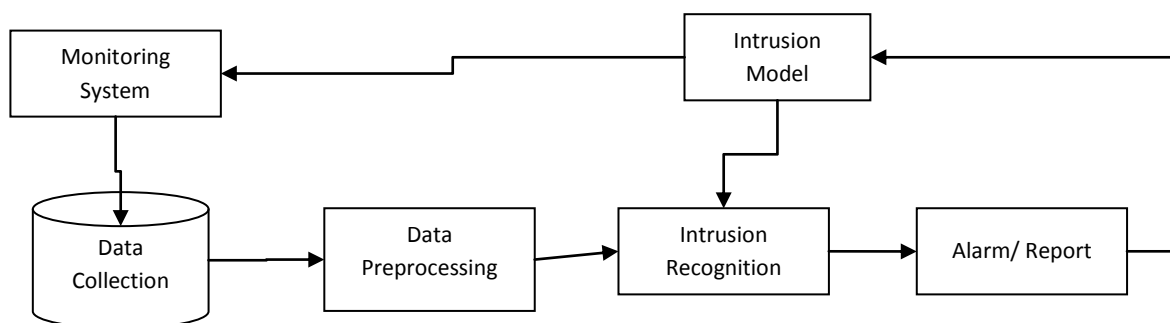 Monitoring
System
Intrusion
Model
Data
Collection
Data
Preprocessing
Intrusion
Recognition
Alarm/ Report